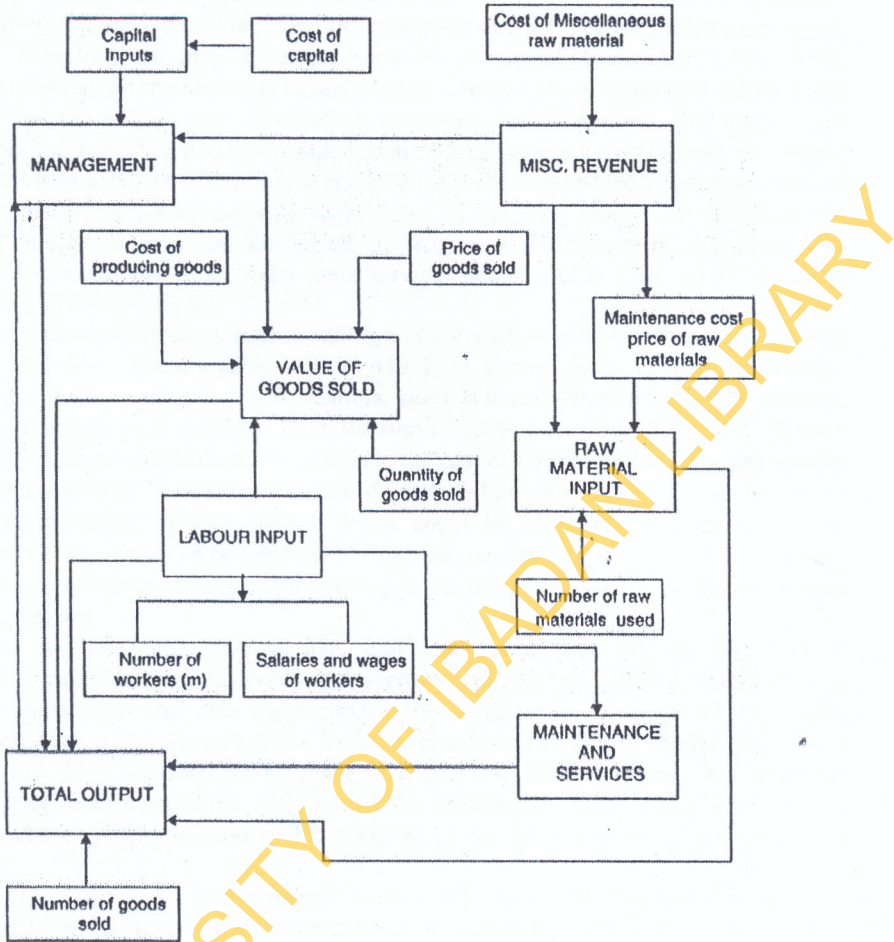 Capital
Inputs
Cost of
capital
Cost of Miscellaneous
raw material
MANAGEMENT
MISC. REVENUE
Cost of
producing goods
Price of
goods sold
Maintenance cost
price of raw
materials
VALUE OF
GOODS SOLD
RAW
MATERIAL
INPUT
Quantity of
goods sold
LABOUR INPUT
Number of raw
materials used
Number of
workers (m)
Salaries and wages
of workers
MAINTENANCE
AND
SERVICES
TOTAL OUTPUT
Number of goods
sold
SITY OF IBADAN LIBRARY